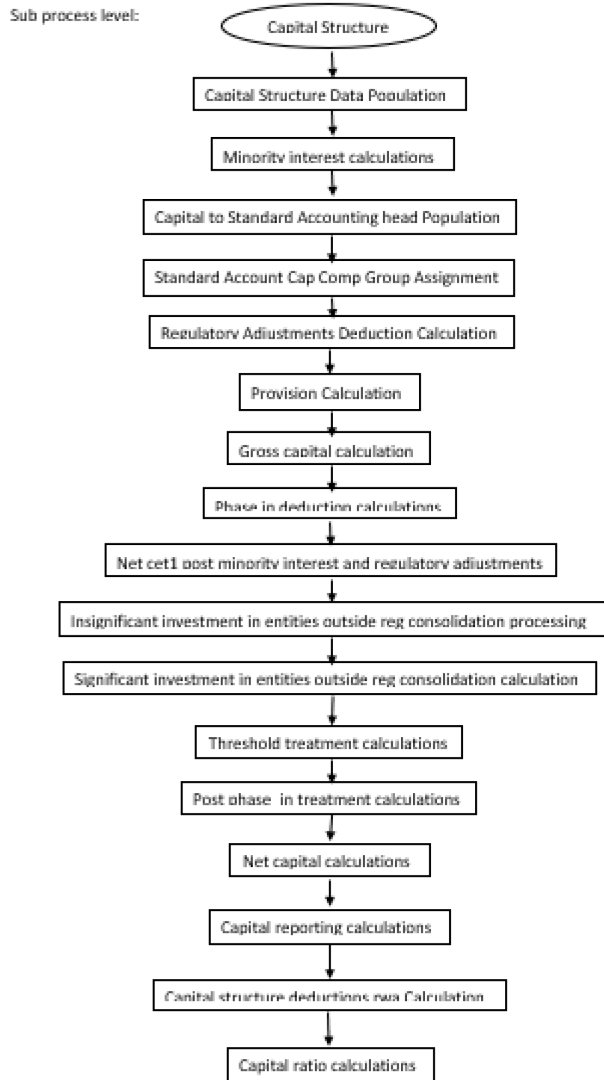 Sub process level:
Capital Structure
Capital Structure Data Population
Minority interest calculations
Capital to Standard Accounting head Population
Standard Account Cap Comp Group Assignment
Regulatory Adjustments Deduction Calculation
Provision Calculation
Gross capital calculation
Phase in deduction calculations
Net cet1 post minority interest and regulatory adjustments
Insignificant investment in entities outside reg consolidation processing
Significant investment in entities outside reg consolidation calculation
Threshold treatment calculations
Post phase in treatment calculations
Net capital calculations
Capital reporting calculations
Capital structure deductions rwa Calculation
Capital ratio calculations